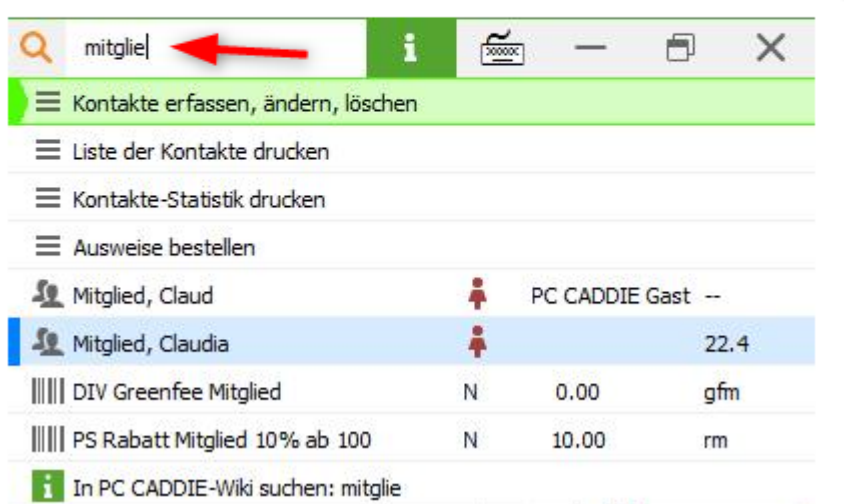 mitglie
Kontakte erfassen, ändern, löschen
Liste der Kontakte drucken
Kontakte-Statistik drucken
Ausweise bestellen
Mitglied, Claud PC CADDIE Gast --
Mitglied, Claudia 22.4
DIV Greenfee Mitglied N 0.00 gfm
PS Rabatt Mitglied 10% ab 100 N 10.00 rm
In PC CADDIE-Wiki suchen: mitglie